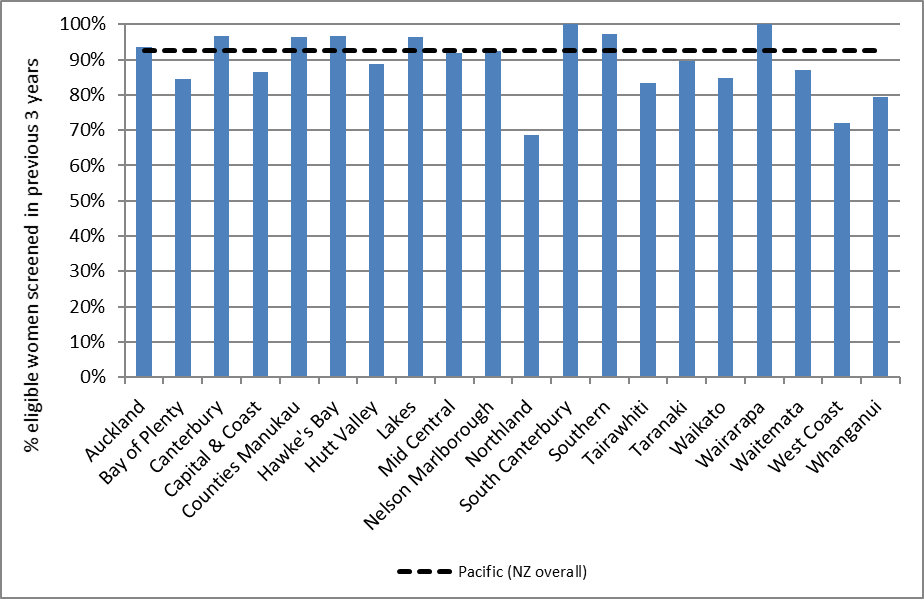 % eligible women screened in previous 3 years
100%
90%
80%
70%
60%
50%
40%
30%
20%
10%
0%
Auckland
Bay of Plenty
Canterbury
Capital & Coast
Counties Manukau
Hawke's Bay
Hutt Valley
Lakes
Mid Central
Nelson Marlborough
Northland
South Canterbury
Southern
Tairawhiti
Taranaki
Waikato
Wairarapa
Waitemata
West Coast
Whanganui
Pacific (NZ overall)